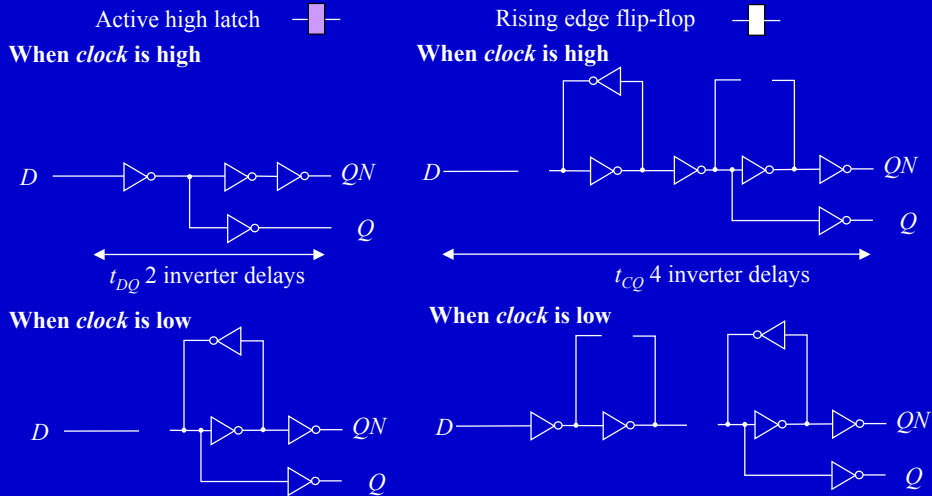 Active high latch
Rising edge flip-flop
When clock is high
When clock is high
D
QN
Q
tDQ 2 inverter delays
D
QN
Q
tCQ 4 inverter delays
When clock is low
When clock is low
D
QN
Q
D
QN
Q